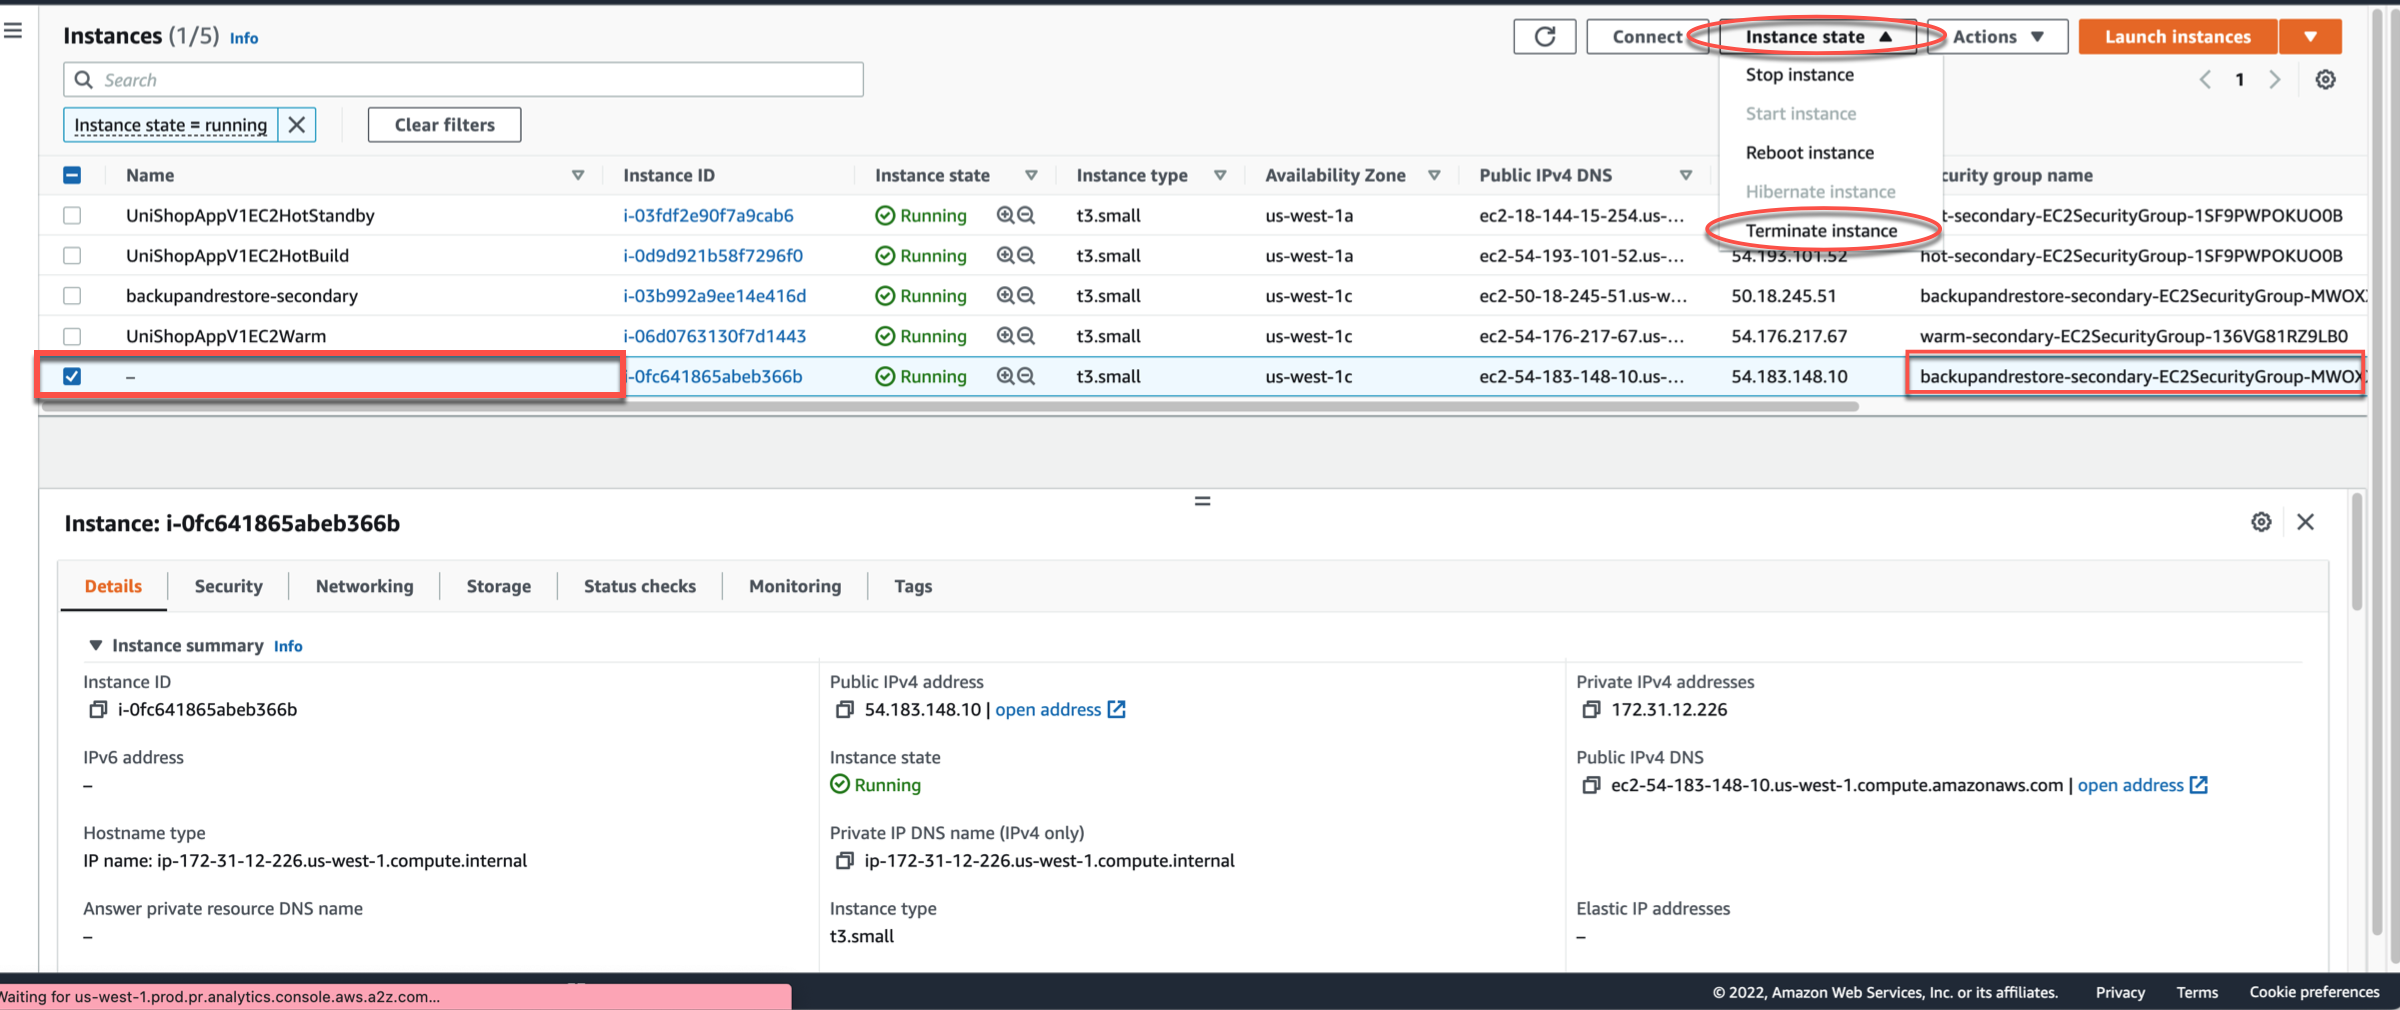 Instances (1/5) Info
Connect Instance state Actions Launch instances
Search
Stop instance
1
Start instance
Instance state = running Clear filters
Reboot instance
Name Instance ID Instance state Instance type Availability Zone Public IPv4 DNS curity group name
Hibernate instance
UniShopAppV1EC2HotStandby i-03fdf2e90f7a9cab6 Running t3.small us-west-1a ec2-18-144-15-254.us-... t-secondary-EC2SecurityGroup-1SF9PWPOKUO0B
Terminate instance
UniShopAppV1EC2HotBuild i-0d9d921b58f7296f0 Running t3.small us-west-1a ec2-54-193-101-52.us-... 54.193.101.52 hot-secondary-EC2SecurityGroup-1SF9PWPOKUO0B
backupandrestore-secondary i-03b992a9ee14e416d Running t3.small us-west-1c ec2-50-18-245-51.us-w... 50.18.245.51 backupandrestore-secondary-EC2SecurityGroup-MWOX
UniShopAppV1EC2Warm i-06d0763130f7d1443 Running t3.small us-west-1c ec2-54-176-217-67.us-... 54.176.217.67 warm-secondary-EC2SecurityGroup-136VG81RZ9LB0
– i-0fc641865abeb366b Running t3.small us-west-1c ec2-54-183-148-10.us-... 54.183.148.10 backupandrestore-secondary-EC2SecurityGroup-MWOX
Instance: i-0fc641865abeb366b
Details Security Networking Storage Status checks Monitoring Tags
Instance summary Info
Instance ID Public IPv4 address Private IPv4 addresses
i-0fc641865abeb366b 54.183.148.10 | open address 172.31.12.226
IPv6 address Instance state Public IPv4 DNS
– Running ec2-54-183-148-10.us-west-1.compute.amazonaws.com | open address
Hostname type Private IP DNS name (IPv4 only)
IP name: ip-172-31-12-226.us-west-1.compute.internal ip-172-31-12-226.us-west-1.compute.internal
Answer private resource DNS name Instance type Elastic IP addresses
– t3.small –
Waiting for us-west-1.prod.pr.analytics.console.aws.a2z.com... © 2022, Amazon Web Services, Inc. or its affiliates. Privacy Terms Cookie preferences